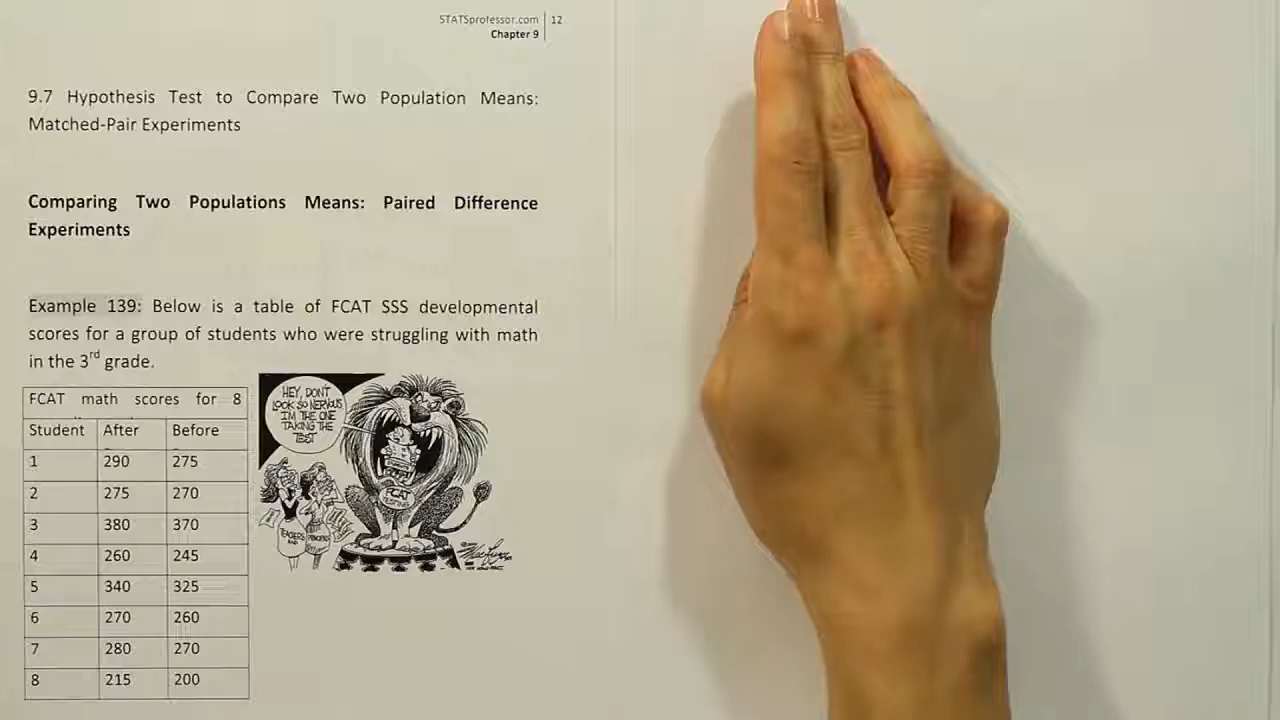 STATSprofessor.com 12
Chapter 9
9.7 Hypothesis Test to Compare Two Population Means:
Matched-Pair Experiments
Comparing Two Populations Means: Paired Difference
Experiments
Example 139: Below is a table of FCAT SSS developmental
scores for a group of students who were struggling with math
in the 3rd grade.
FCAT math scores for 8
Student After Before
1 290 275
2 275 270
3 380 370
4 260 245
5 340 325
6 270 260
7 280 270
8 215 200
HEY, DON'T
LOOK SO NERVOUS
I'M THE ONE
TAKING THE
TEST
FCAT
TEACHERS